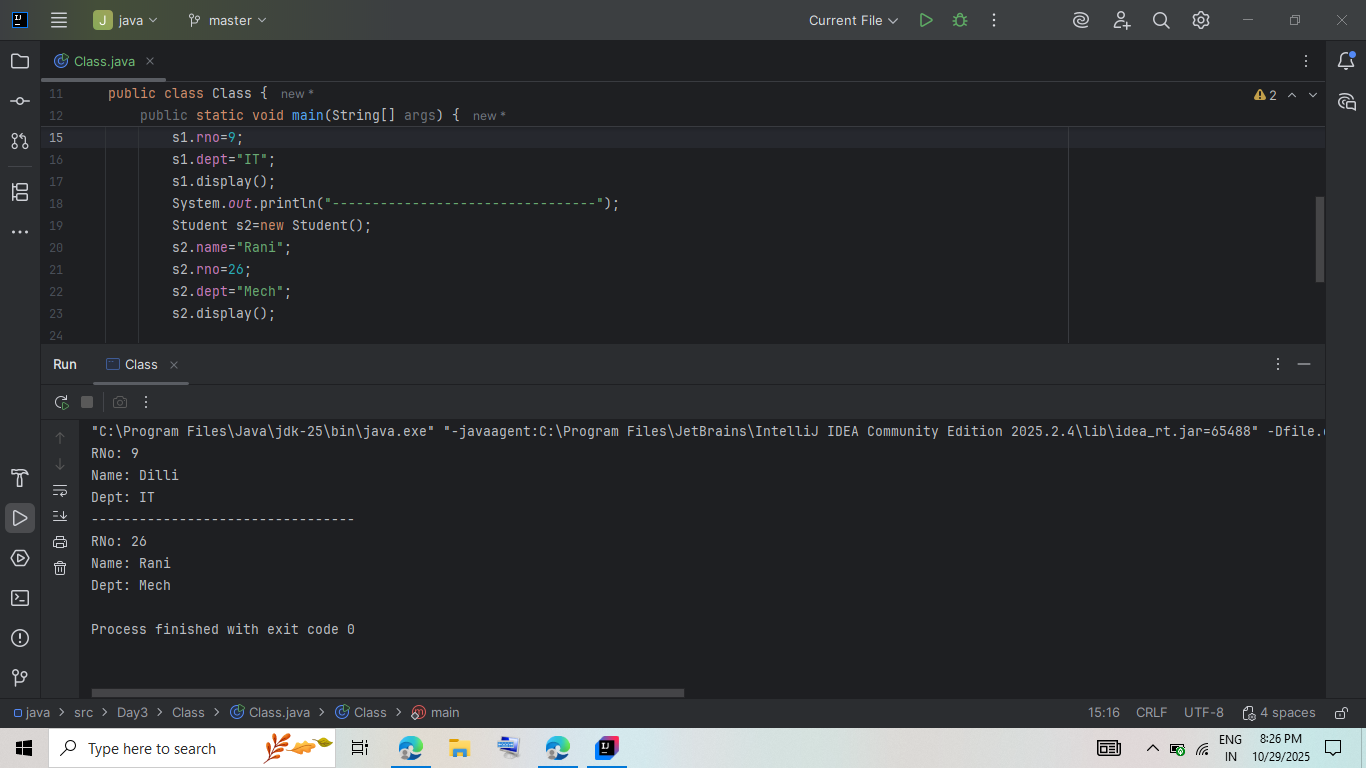 J java master Current File
Class.java
11 public class Class { new *
2
12 public static void main(String[] args) { new *
15 s1.rno=9;
16 s1.dept="IT";
17 s1.display();
18 System.out.println("---------------------------------");
19 Student s2=new Student();
20 s2.name="Rani";
21 s2.rno=26;
22 s2.dept="Mech";
23 s2.display();
24
Run Class
"C:\Program Files\Java\jdk-25\bin\java.exe" "-javaagent:C:\Program Files\JetBrains\IntelliJ IDEA Community Edition 2025.2.4\lib\idea_rt.jar=65488" -Dfile.
RNo: 9
Name: Dilli
Dept: IT
---------------------------------
RNo: 26
Name: Rani
Dept: Mech
Process finished with exit code 0
java > src > Day3 > Class > Class.java > Class > main 15:16 CRLF UTF-8 4 spaces
Type here to search
ENG
IN
8:26 PM
10/29/2025